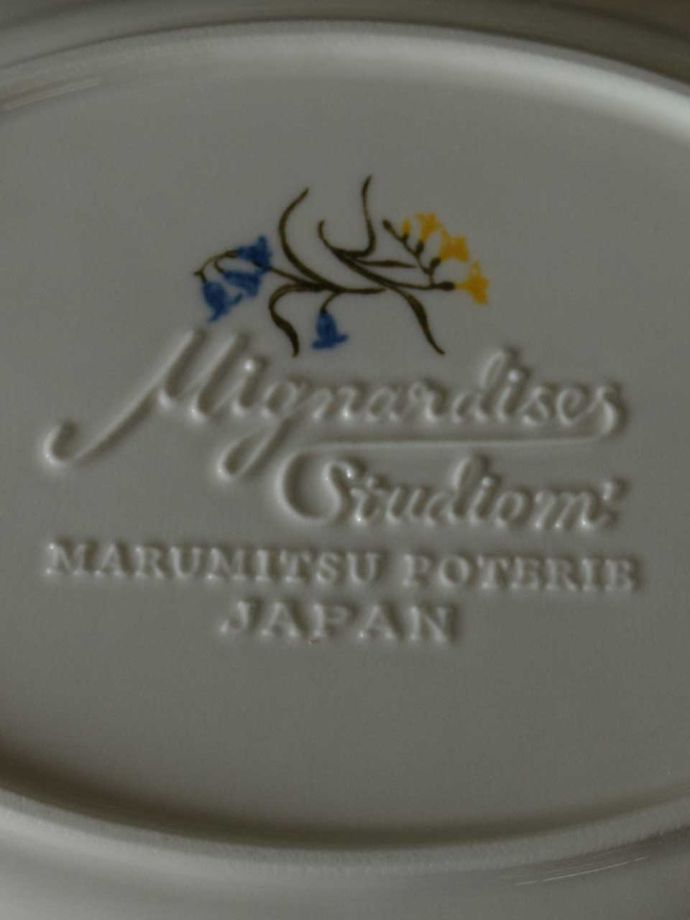 Mignardises
Studiom'
MARUMITSU POTERIE
JAPAN